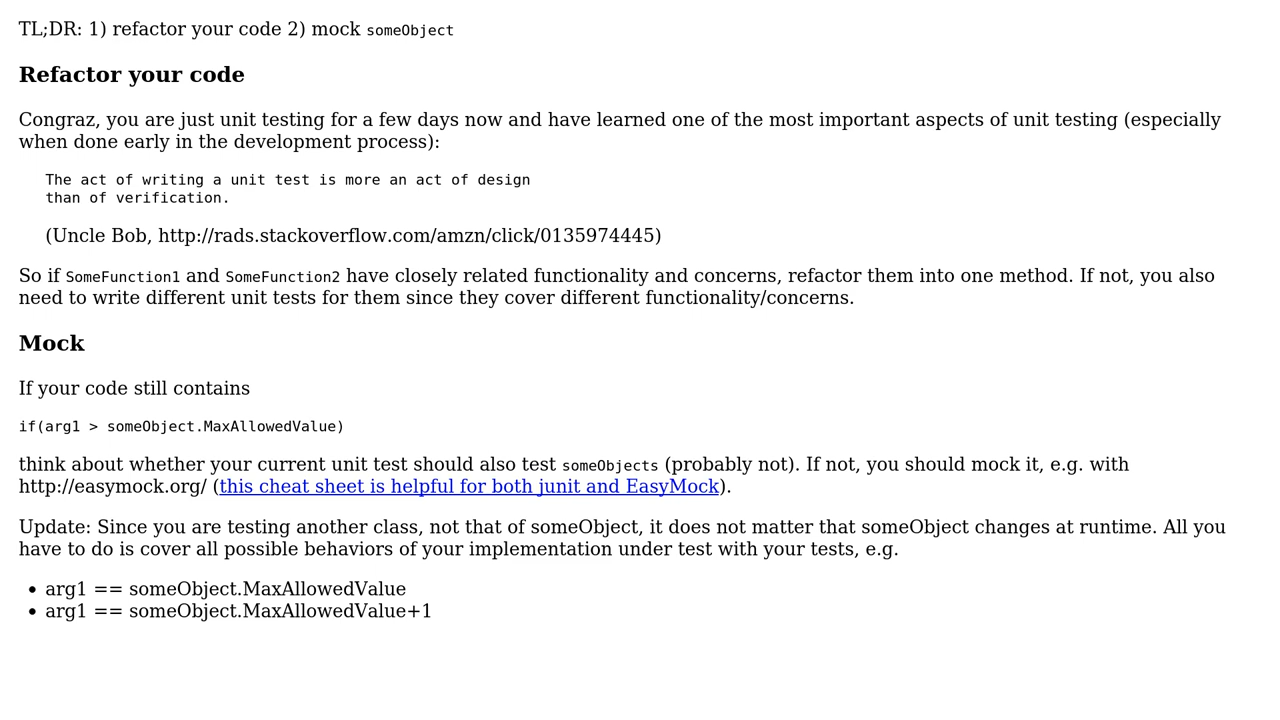 TL;DR: 1) refactor your code 2) mock someObject
Refactor your code
Congraz, you are just unit testing for a few days now and have learned one of the most important aspects of unit testing (especially
when done early in the development process):
The act of writing a unit test is more an act of design
than of verification.
(Uncle Bob, http://rads.stackoverflow.com/amzn/click/0135974445)
So if SomeFunction1 and SomeFunction2 have closely related functionality and concerns, refactor them into one method. If not, you also
need to write different unit tests for them since they cover different functionality/concerns.
Mock
If your code still contains
if(arg1 > someObject.MaxAllowedValue)
think about whether your current unit test should also test someObjects (probably not). If not, you should mock it, e.g. with
http://easymock.org/ (this cheat sheet is helpful for both junit and EasyMock).
Update: Since you are testing another class, not that of someObject, it does not matter that someObject changes at runtime. All you
have to do is cover all possible behaviors of your implementation under test with your tests, e.g.
• arg1 == someObject.MaxAllowedValue
• arg1 == someObject.MaxAllowedValue+1